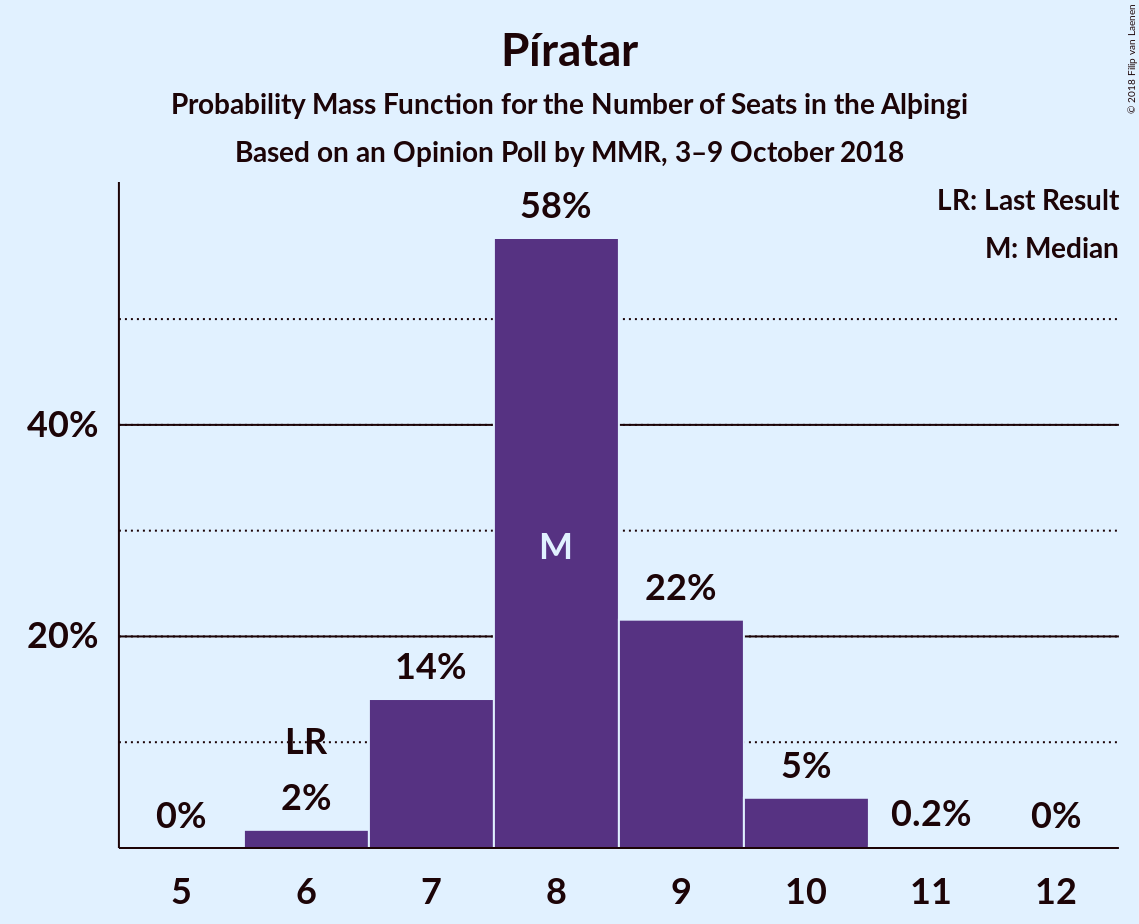 Píratar
Probability Mass Function for the Number of Seats in the Alþingi
Based on an Opinion Poll by MMR, 3–9 October 2018
© 2018 Filip van Laenen
LR: Last Result
M: Median
58%
40%
M
22%
20%
14%
LR
5%
2%
0%
0.2%
0%
5 6 7 8 9 10 11 12